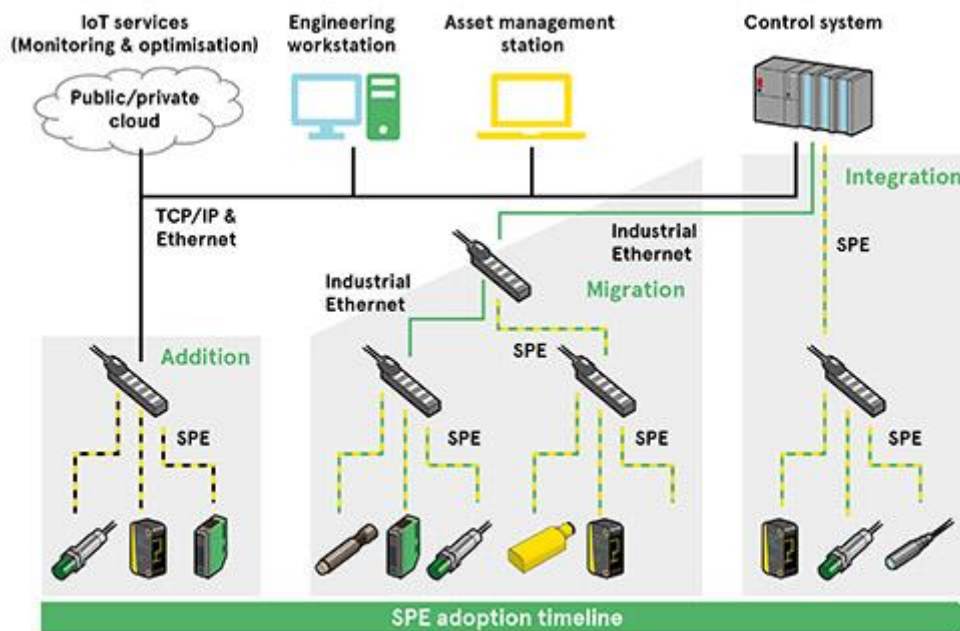 IoT services
(Monitoring & optimisation)
Engineering
workstation
Asset management
station
Control system
Public/private
cloud
Integration
TCP/IP &
Ethernet
Industrial
Ethernet
SPE
Industrial
Ethernet
Migration
SPE
Addition
SPE
SPE
SPE
SPE
SPE adoption timeline